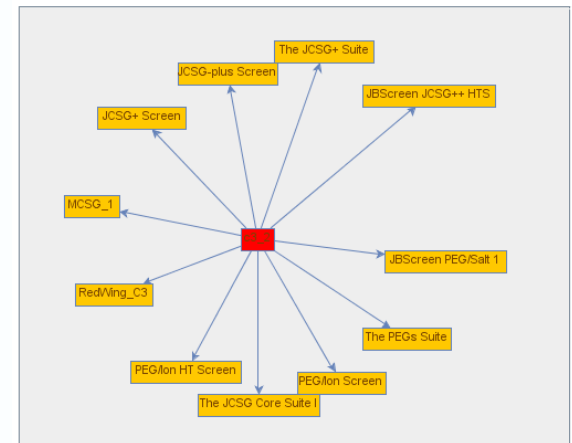 The JCSG+ Suite
JCSG-plus Screen
JBScreen JCSG++ HTS
JCSG+ Screen
MCSG_1
JBScreen PEG/Salt 1
RedWing_C3
The PEGs Suite
PEG/Ion HT Screen
PEG/Ion Screen
The JCSG Core Suite I